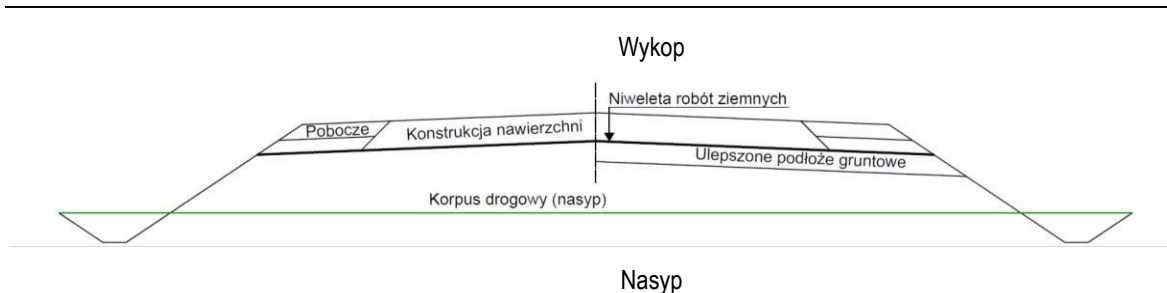 Wykop
Niweleta robót ziemnych
Pobocze
Konstrukcja nawierzchni
Ulepszone podłoże gruntowe
Korpus drogowy (nasyp)
Nasyp